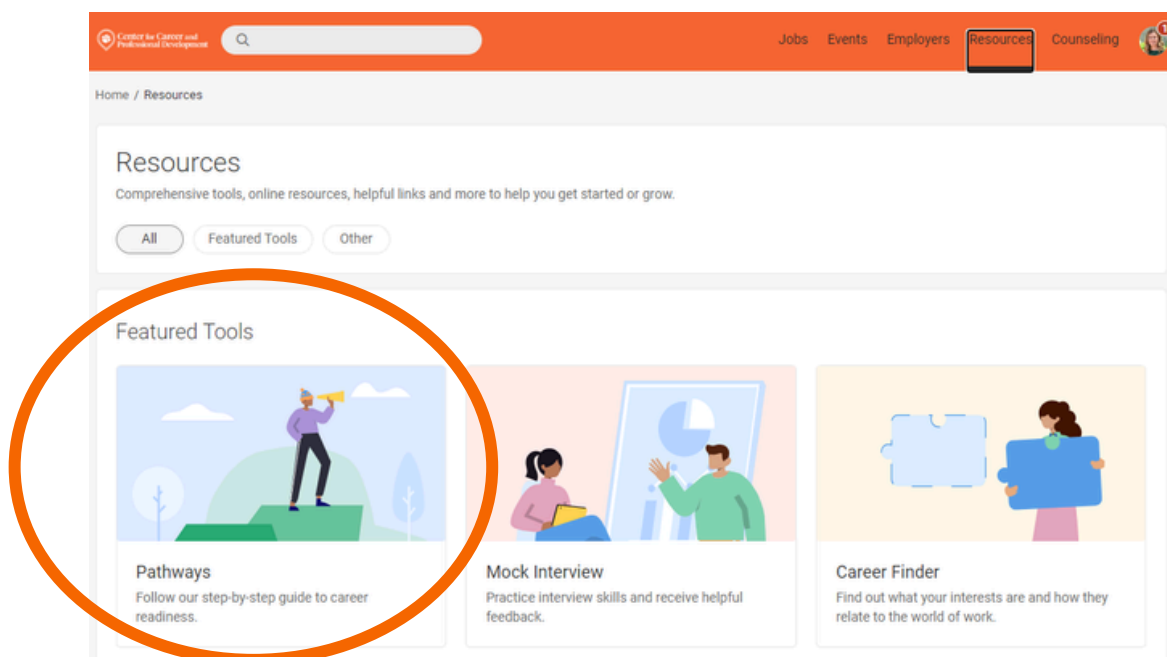 Center for Career and
Professional Development
Jobs Events Employers Resources Counseling
1
Home / Resources
Resources
Comprehensive tools, online resources, helpful links and more to help you get started or grow.
All Featured Tools Other
Featured Tools
Pathways
Follow our step-by-step guide to career
readiness.
Mock Interview
Practice interview skills and receive helpful
feedback.
Career Finder
Find out what your interests are and how they
relate to the world of work.